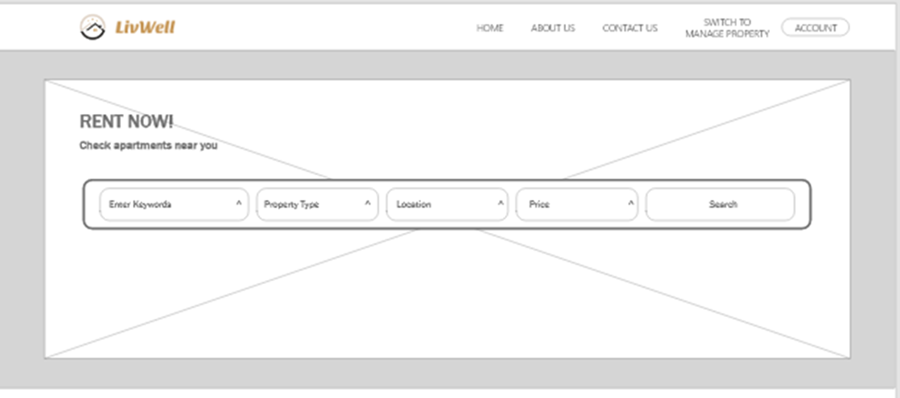 LivWell
HOME ABOUT US CONTACT US SWITCH TO MANAGE PROPERTY ACCOUNT
RENT NOW!
Check apartments near you
Enter Keywords ^ Property Type ^ Location ^ Price ^ Search